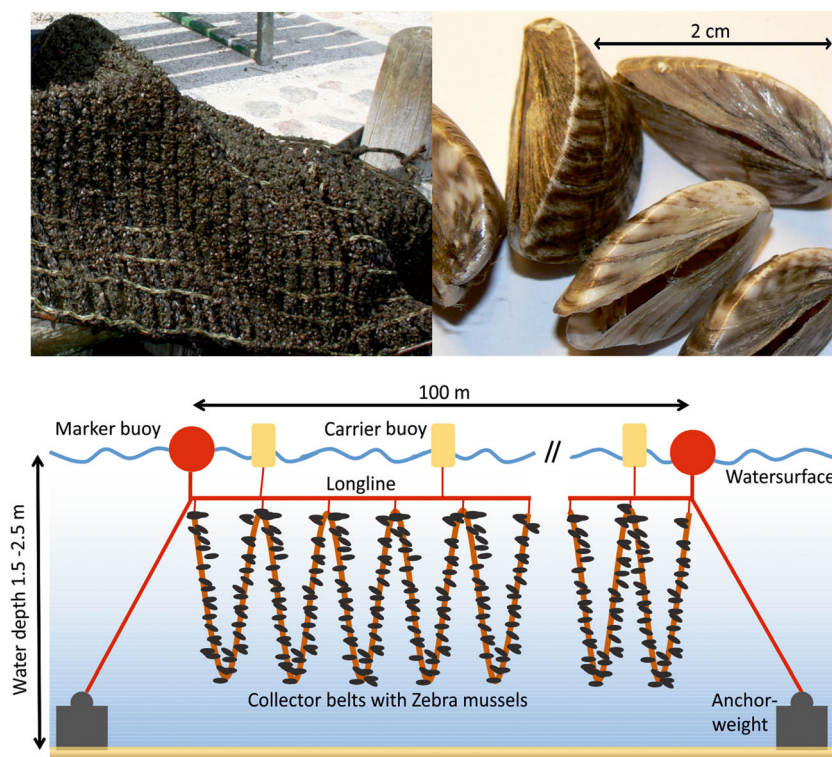 2 cm
100 m
Marker buoy
Carrier buoy
//
Longline
Watersurface
Water depth 1.5 -2.5 m
Collector belts with Zebra mussels
Anchor-
weight